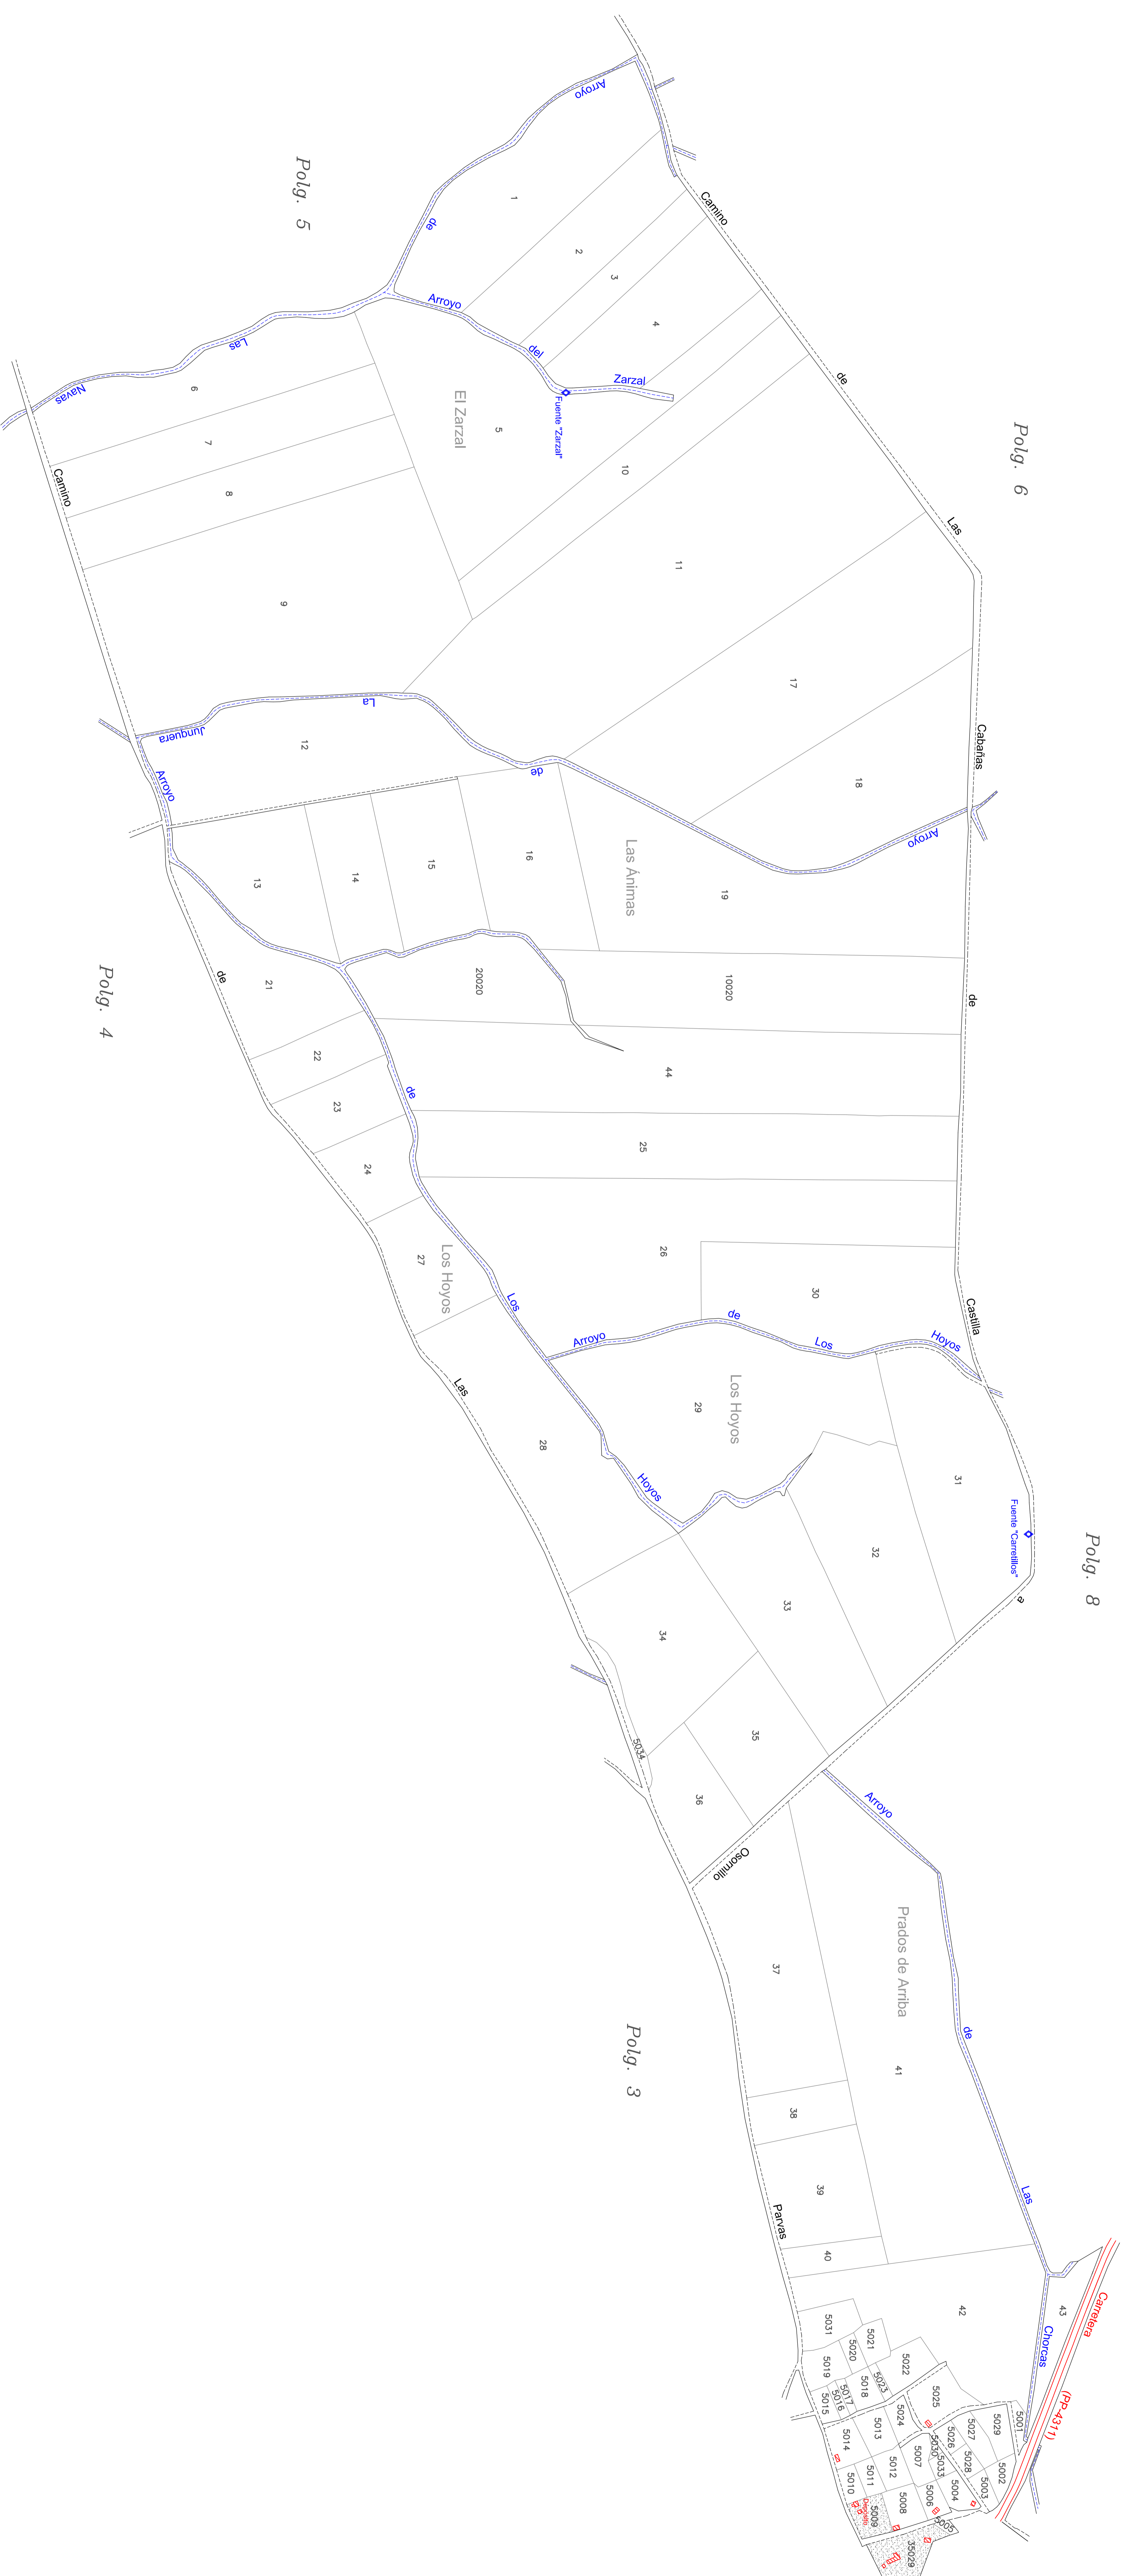 Polg. 5
Polg. 6
Polg. 4
Polg. 8
Polg. 3
Arroyo
de
Las
Navas
Arroyo
del
Zarzal
Fuente "Zarzal"
El Zarzal
Camino
de
Las
Cabañas
de
Castilla
a
Osornillo
Camino
de
Las
Parvas
1
2
3
4
5
6
7
8
9
10
11
12
13
14
15
16
17
18
19
10020
20020
Arroyo
de
La
Junquera
Las Ánimas
Arroyo
de
Los
Hoyos
21
22
23
24
44
25
26
27
28
Los Hoyos
Arroyo
de
Los
Hoyos
Los Hoyos
29
30
31
32
33
34
35
36
5034
Fuente "Carretillos"
Arroyo
de
Las
Chorcas
Prados de Arriba
37
38
39
40
41
42
43
Carretera
(PP-4311)
5001
5002
5003
5004
5005
5006
5007
5008
5009
Deposito
5010
5011
5012
5013
5014
5015
5016
5017
5018
5019
5020
5021
5022
5023
5024
5025
5026
5027
5028
5029
5030
5031
5033
35029